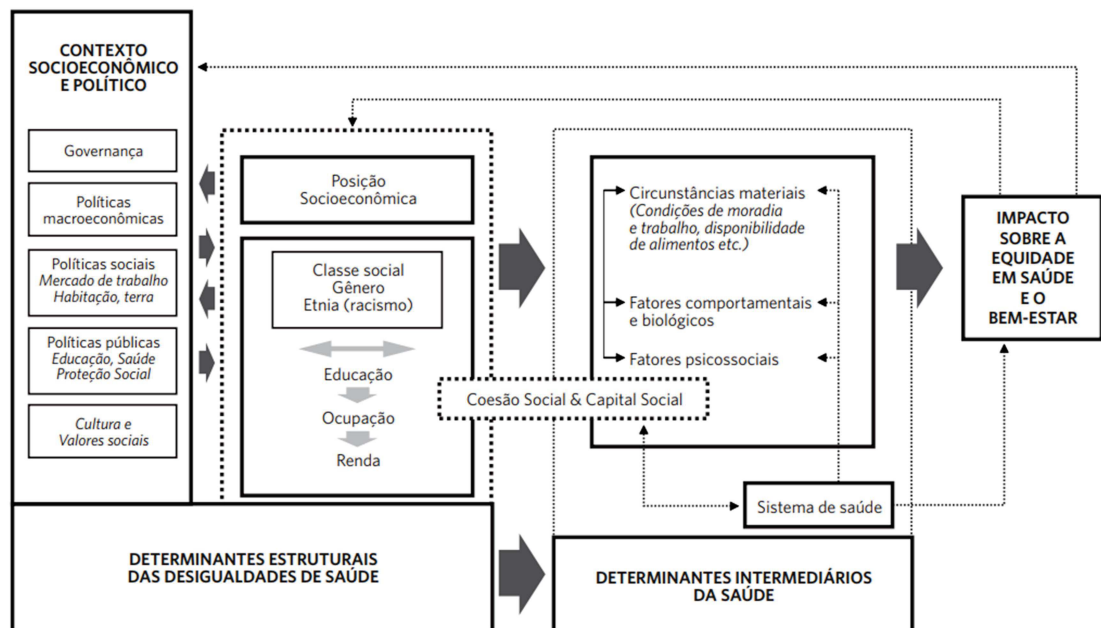 CONTEXTO
SOCIOECONÔMICO
E POLÍTICO
Governança
Políticas
macroeconômicas
Políticas sociais
Mercado de trabalho
Habitação, terra
Políticas públicas
Educação, Saúde
Proteção Social
Cultura e
Valores sociais
Posição
Socioeconômica
Classe social
Gênero
Etnia (racismo)
Educação
Ocupação
Renda
Coesão Social & Capital Social
Circunstâncias materiais
(Condições de moradia
e trabalho, disponibilidade
de alimentos etc.)
Fatores comportamentais
e biológicos
Fatores psicossociais
Sistema de saúde
IMPACTO
SOBRE A
EQUIDADE
EM SAÚDE
E O
BEM-ESTAR
DETERMINANTES ESTRUTURAIS
DAS DESIGUALDADES DE SAÚDE
DETERMINANTES INTERMEDIÁRIOS
DA SAÚDE